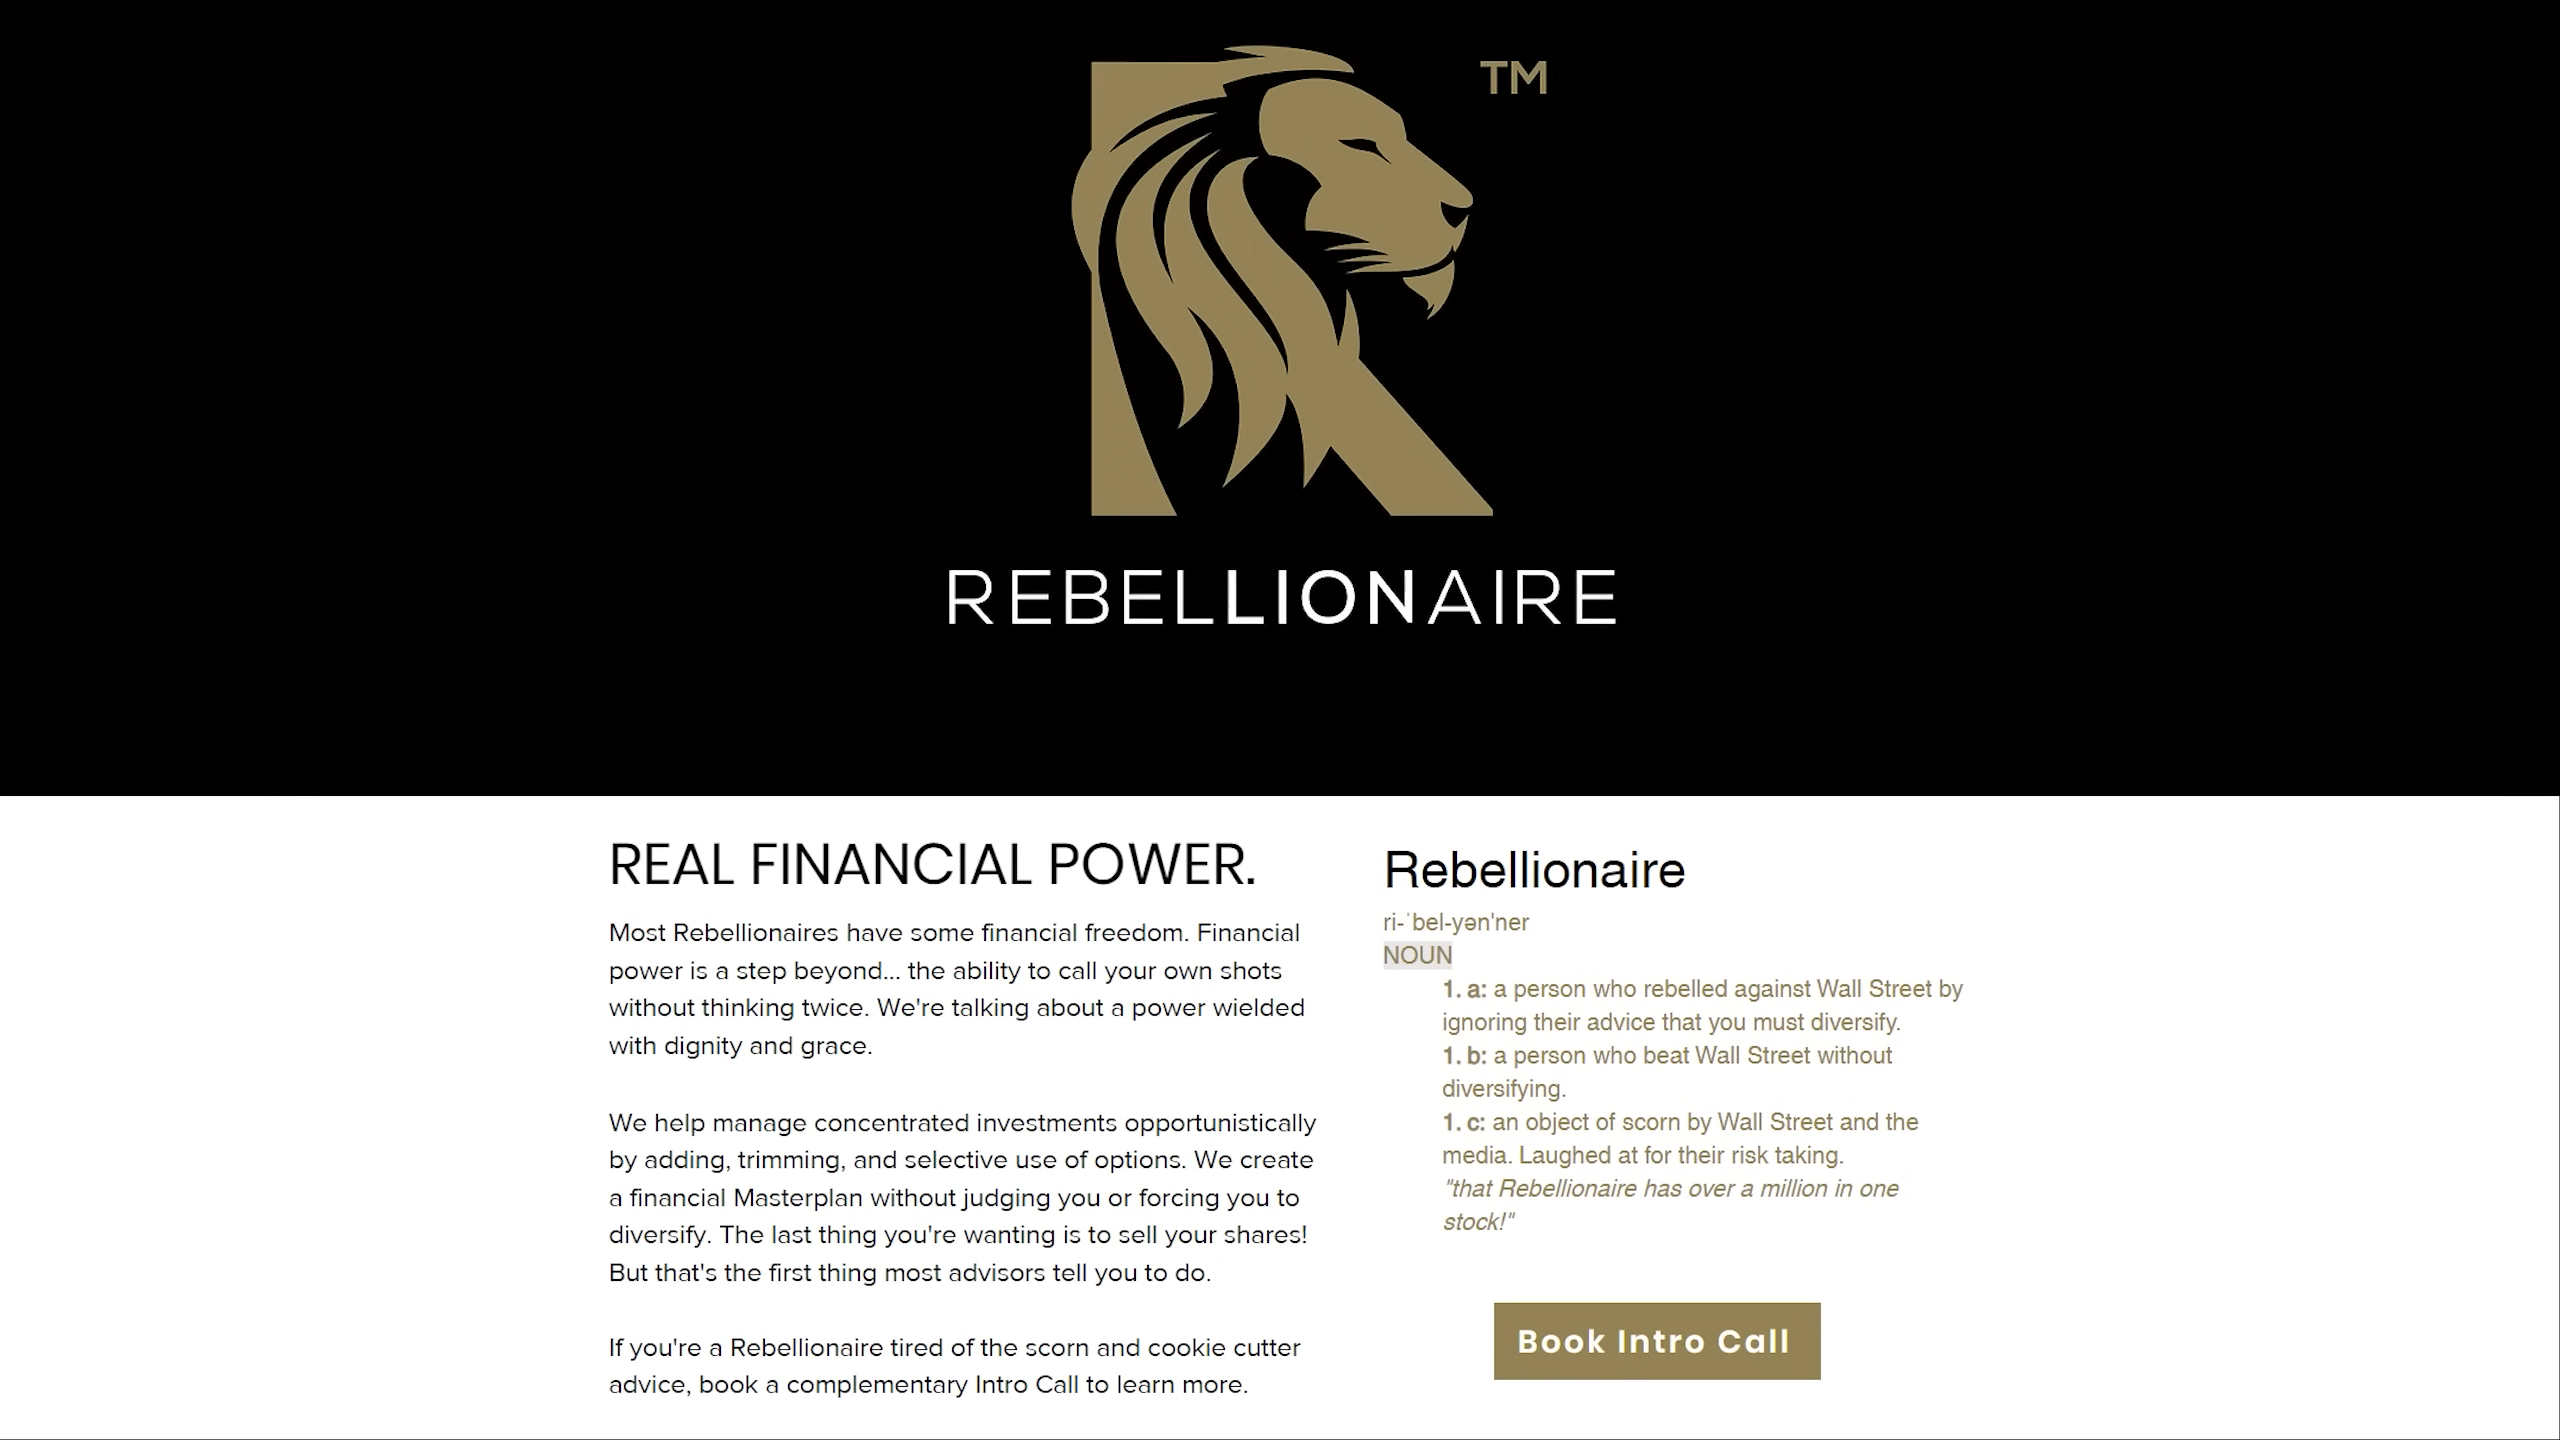 TM
REBELLIONAIRE
REAL FINANCIAL POWER.
Most Rebellionaires have some financial freedom. Financial
power is a step beyond... the ability to call your own shots
without thinking twice. We're talking about a power wielded
with dignity and grace.
We help manage concentrated investments opportunistically
by adding, trimming, and selective use of options. We create
a financial Masterplan without judging you or forcing you to
diversify. The last thing you're wanting is to sell your shares!
But that's the first thing most advisors tell you to do.
If you're a Rebellionaire tired of the scorn and cookie cutter
advice, book a complementary Intro Call to learn more.
Rebellionaire
ri-ˈbel-yən'ner
NOUN
1. a: a person who rebelled against Wall Street by
ignoring their advice that you must diversify.
1. b: a person who beat Wall Street without
diversifying.
1. c: an object of scorn by Wall Street and the
media. Laughed at for their risk taking.
"that Rebellionaire has over a million in one
stock!"
Book Intro Call